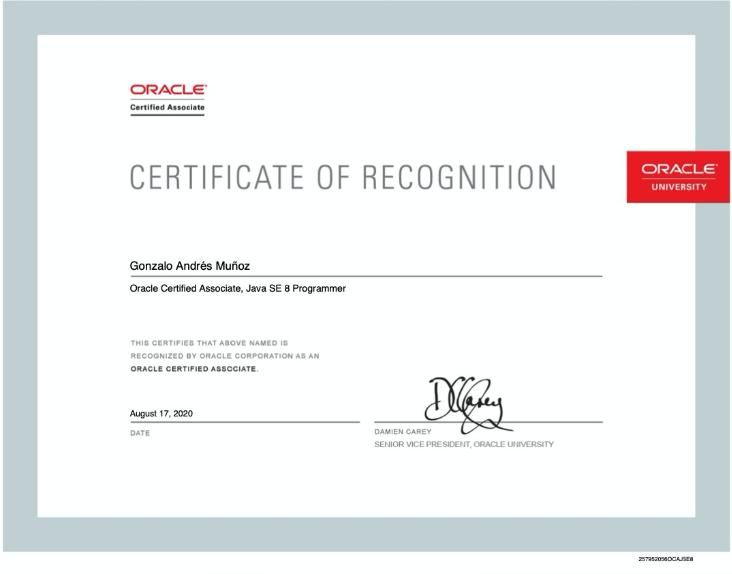 ORACLE
Certified Associate
CERTIFICATE OF RECOGNITION
ORACLE
UNIVERSITY
Gonzalo Andrés Muñoz
Oracle Certified Associate, Java SE 8 Programmer
THIS CERTIFIES THAT ABOVE NAMED IS
RECOGNIZED BY ORACLE CORPORATION AS AN
ORACLE CERTIFIED ASSOCIATE.
DCarey
August 17, 2020
DATE
DAMIEN CAREY
SENIOR VICE PRESIDENT, ORACLE UNIVERSITY
257952056OCAJSE8